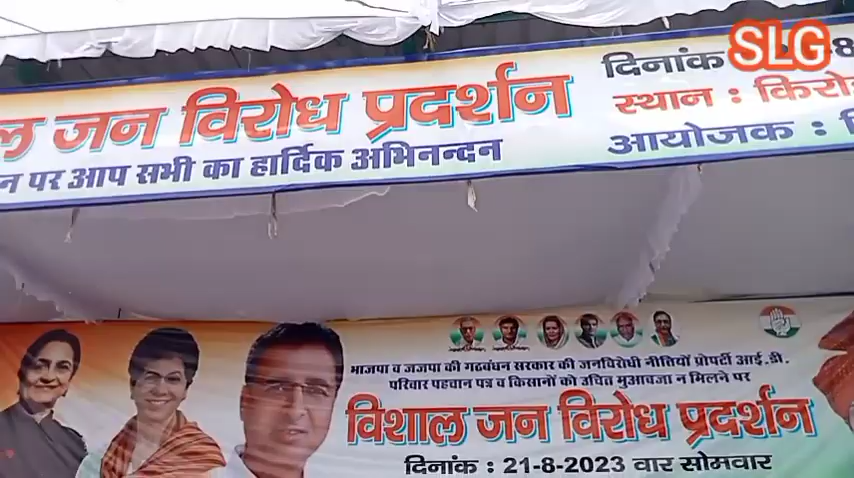 SLG
जन विरोध प्रदर्शन
पर आप सभी का हार्दिक अभिनन्दन
दिनांक
स्थान :
आयोजक :
भाजपा व जजपा की गठबंधन सरकार की जनविरोधी नीतियों प्रोपर्टी आई.डी.
परिवार पहचान पत्र व किसानों को उचित मुआवजा न मिलने पर
विशाल जन विरोध प्रदर्शन
दिनांक : 21-8-2023 वार सोमवार